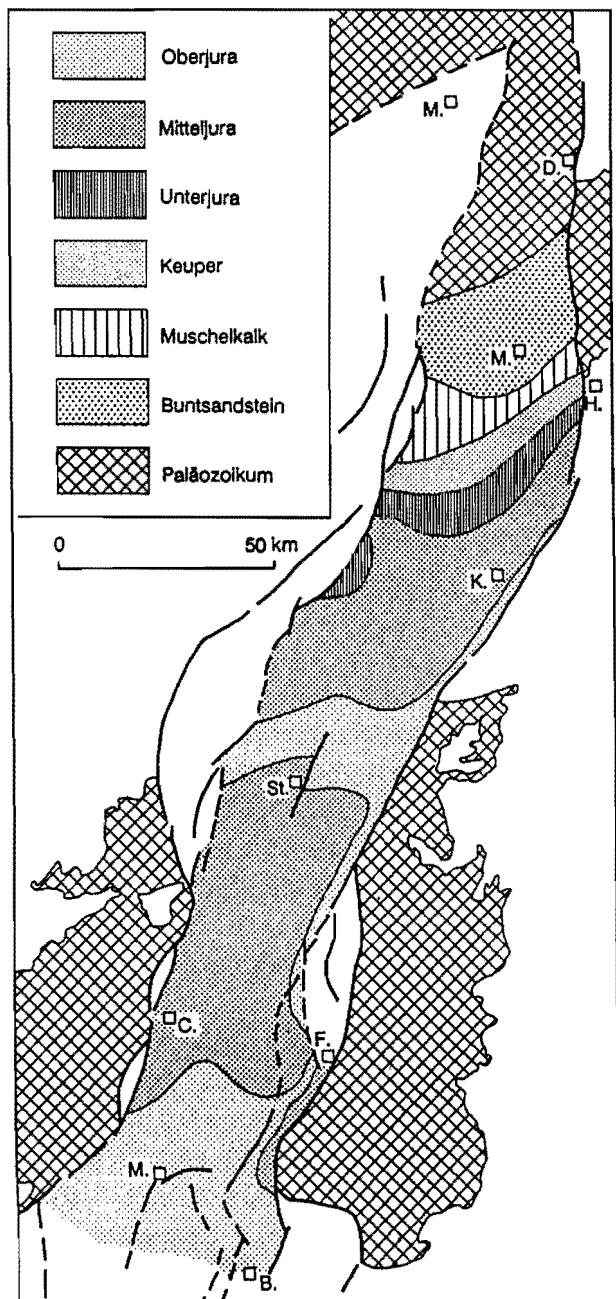 Oberjura
Mitteljura
Unterjura
Keuper
Muschelkalk
Buntsandstein
Paläozoikum
0 50 km
M.
D.
M.
H.
K.
St.
C.
F.
M.
B.